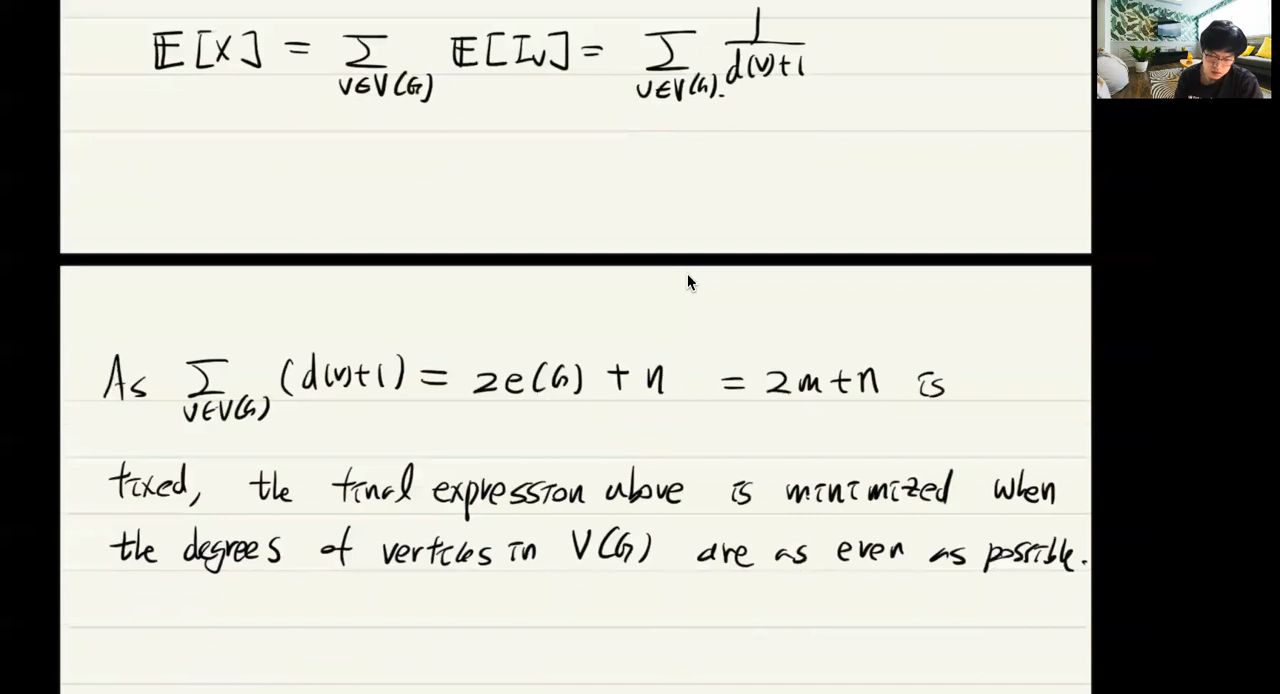 𝔼[X] = ∑_{v∈V(G)} 𝔼[I_v] = ∑_{v∈V(G)} 1/(d(v)+1)
As ∑_{v∈V(G)} (d(v)+1) = 2e(G) + n = 2m+n is
fixed, the final expression above is minimized when
the degrees of vertices in V(G) are as even as possible.